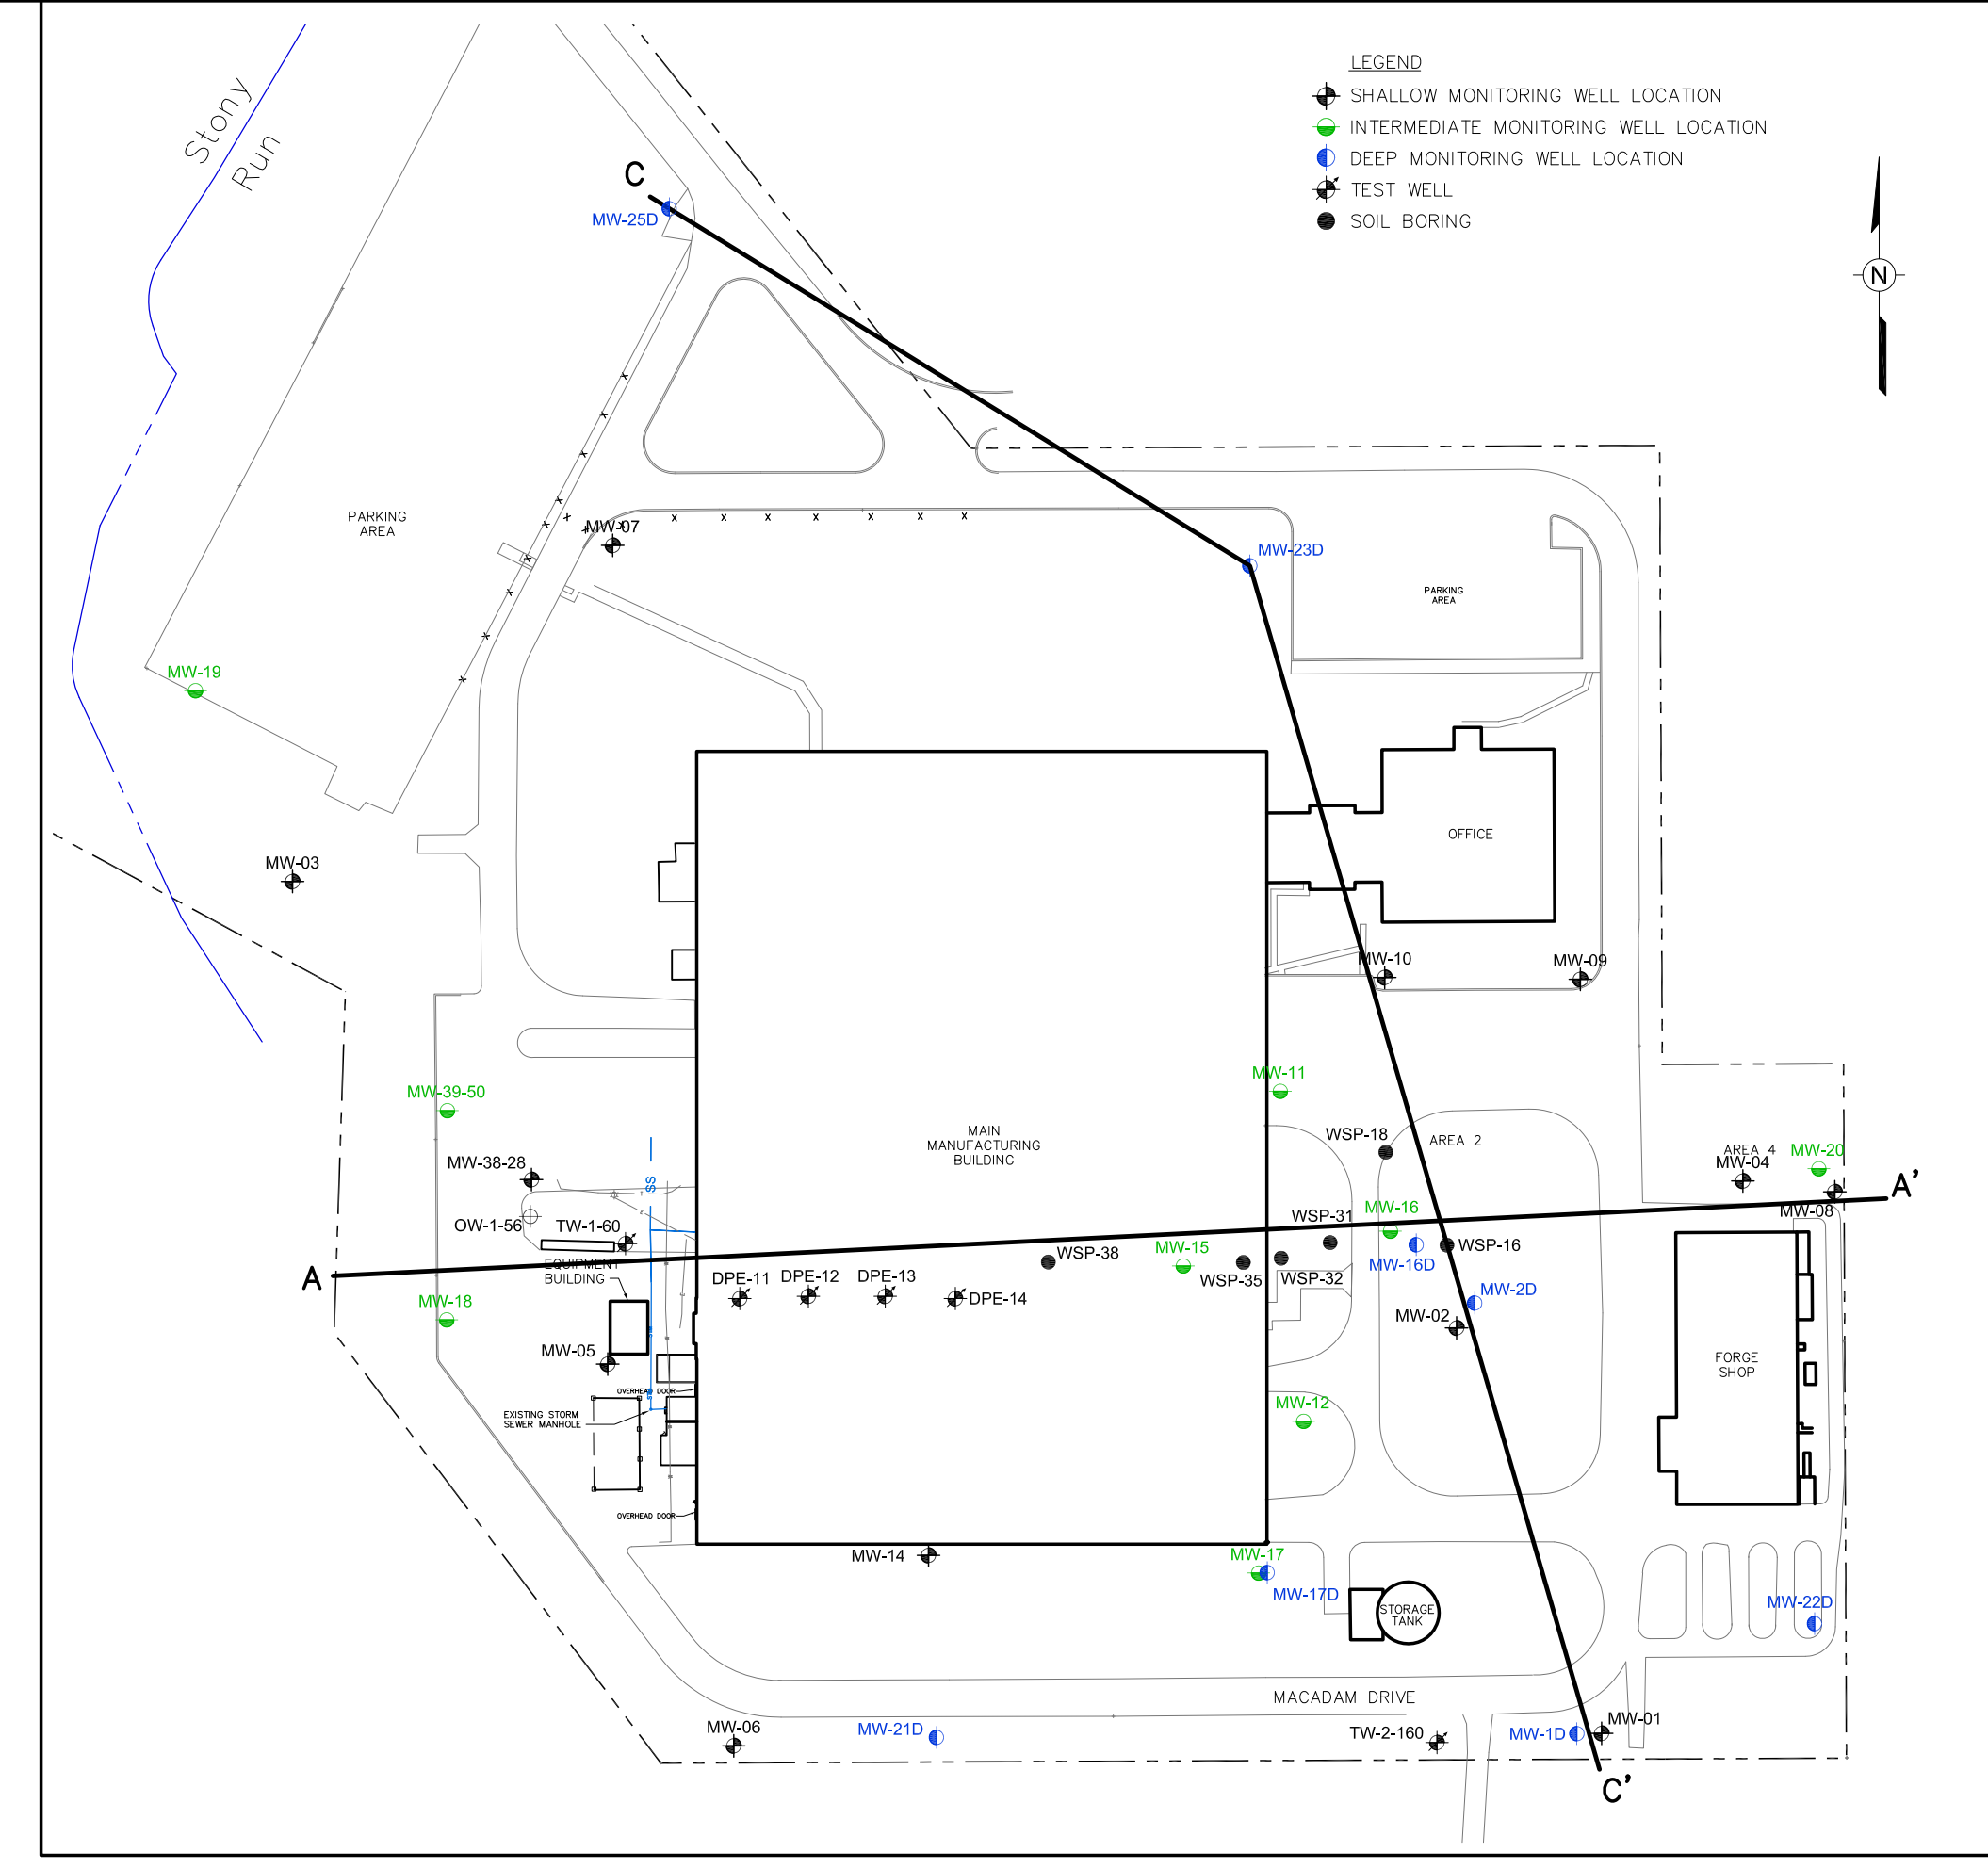 LEGEND
SHALLOW MONITORING WELL LOCATION
INTERMEDIATE MONITORING WELL LOCATION
DEEP MONITORING WELL LOCATION
TEST WELL
SOIL BORING
N
Stony
Run
C
MW-25D
PARKING
AREA
MW-07
MW-23D
PARKING
AREA
MW-19
OFFICE
MW-03
MW-10
MW-09
MW-11
MW-39-50
MAIN
MANUFACTURING
BUILDING
WSP-18
AREA 2
AREA 4
MW-04
MW-20
MW-38-28
SS
A'
OW-1-56
TW-1-60
WSP-31
MW-16
MW-08
WSP-38
MW-15
WSP-16
MW-16D
A
EQUIPMENT
BUILDING
DPE-11
DPE-12
DPE-13
DPE-14
WSP-35
WSP-32
MW-2D
MW-18
MW-02
MW-05
FORGE
SHOP
OVERHEAD DOOR
MW-12
EXISTING STORM
SEWER MANHOLE
OVERHEAD DOOR
MW-14
MW-17
MW-17D
STORAGE
TANK
MW-22D
MACADAM DRIVE
MW-06
MW-21D
TW-2-160
MW-1D
MW-01
C'